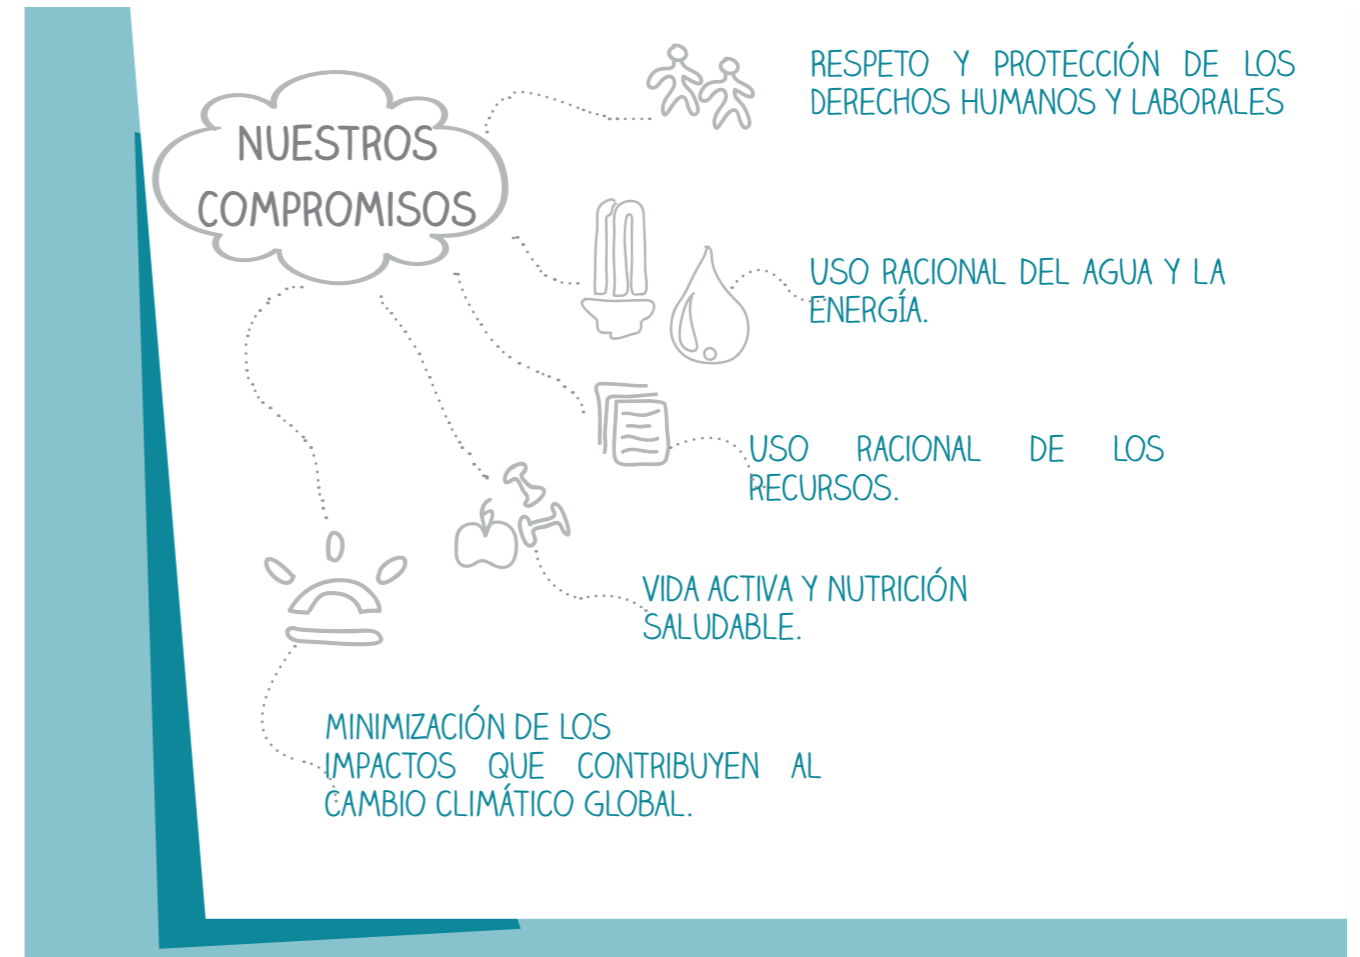 NUESTROS
COMPROMISOS
RESPETO Y PROTECCIÓN DE LOS
DERECHOS HUMANOS Y LABORALES
USO RACIONAL DEL AGUA Y LA
ENERGÍA.
USO RACIONAL DE LOS
RECURSOS.
VIDA ACTIVA Y NUTRICIÓN
SALUDABLE.
MINIMIZACIÓN DE LOS
IMPACTOS QUE CONTRIBUYEN AL
CAMBIO CLIMÁTICO GLOBAL.